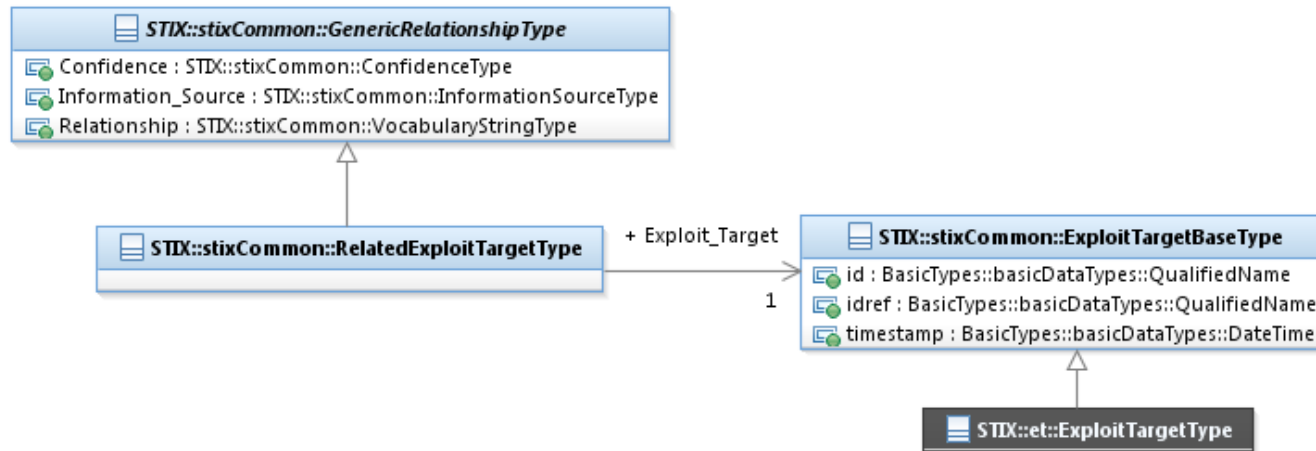 STIX::stixCommon::GenericRelationshipType
Confidence : STIX::stixCommon::ConfidenceType
Information_Source : STIX::stixCommon::InformationSourceType
Relationship : STIX::stixCommon::VocabularyStringType
STIX::stixCommon::RelatedExploitTargetType
+ Exploit_Target
1
STIX::stixCommon::ExploitTargetBaseType
id : BasicTypes::basicDataTypes::QualifiedName
idref : BasicTypes::basicDataTypes::QualifiedName
timestamp : BasicTypes::basicDataTypes::DateTime
STIX::et::ExploitTargetType